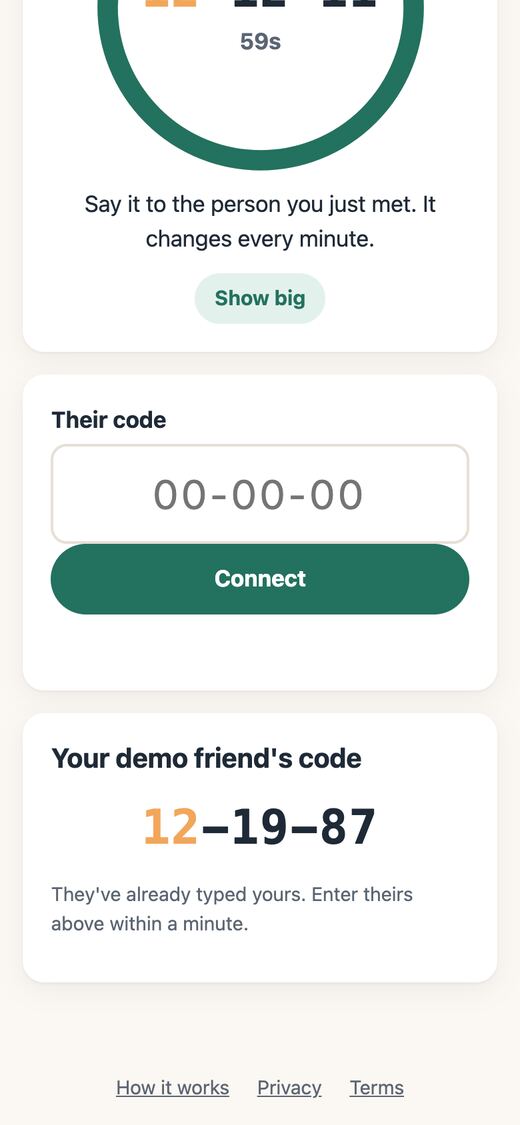 59s
Say it to the person you just met. It
changes every minute.
Show big
Their code
00-00-00
Connect
Your demo friend's code
12–19–87
They've already typed yours. Enter theirs
above within a minute.
How it works Privacy Terms